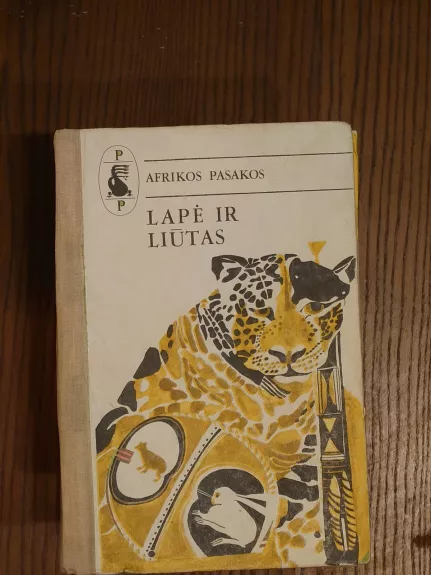 P
P
AFRIKOS PASAKOS
LAPĖ IR
LIŪTAS